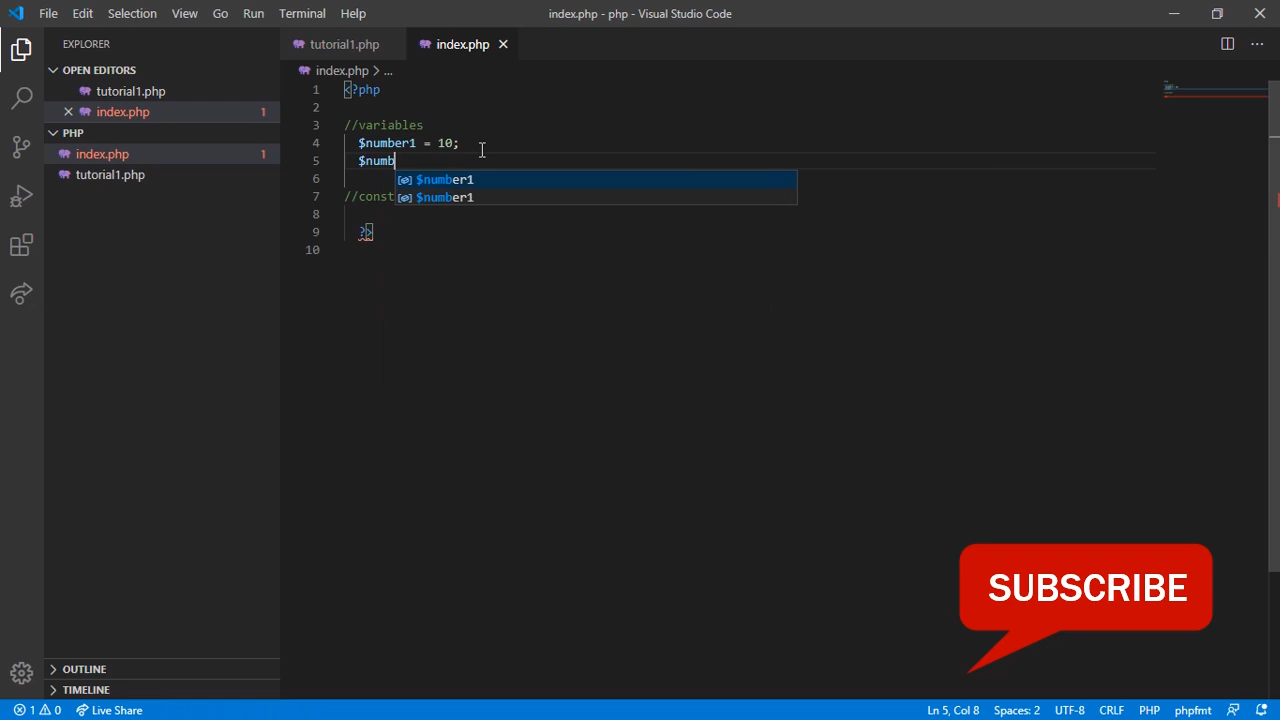 File Edit Selection View Go Run Terminal Help
index.php - php - Visual Studio Code
EXPLORER
OPEN EDITORS
tutorial1.php
index.php 1
PHP
index.php 1
tutorial1.php
OUTLINE
TIMELINE
tutorial1.php index.php
index.php > ...
1 <?php
2
3 //variables
4 $number1 = 10;
5 $numb
6 $number1
7 //const $number1
8
9 ?>
10
SUBSCRIBE
1 0 Live Share
Ln 5, Col 8 Spaces: 2 UTF-8 CRLF PHP phpfmt